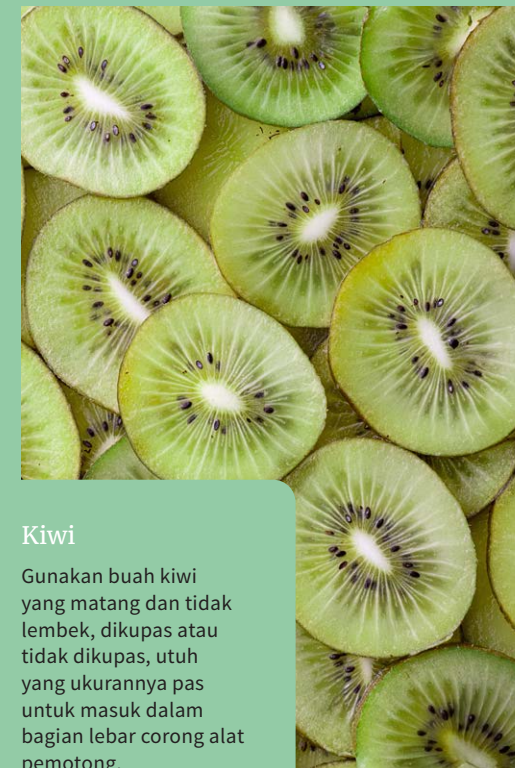 Kiwi
Gunakan buah kiwi
yang matang dan tidak
lembek, dikupas atau
tidak dikupas, utuh
yang ukurannya pas
untuk masuk dalam
bagian lebar corong alat
pemotong.